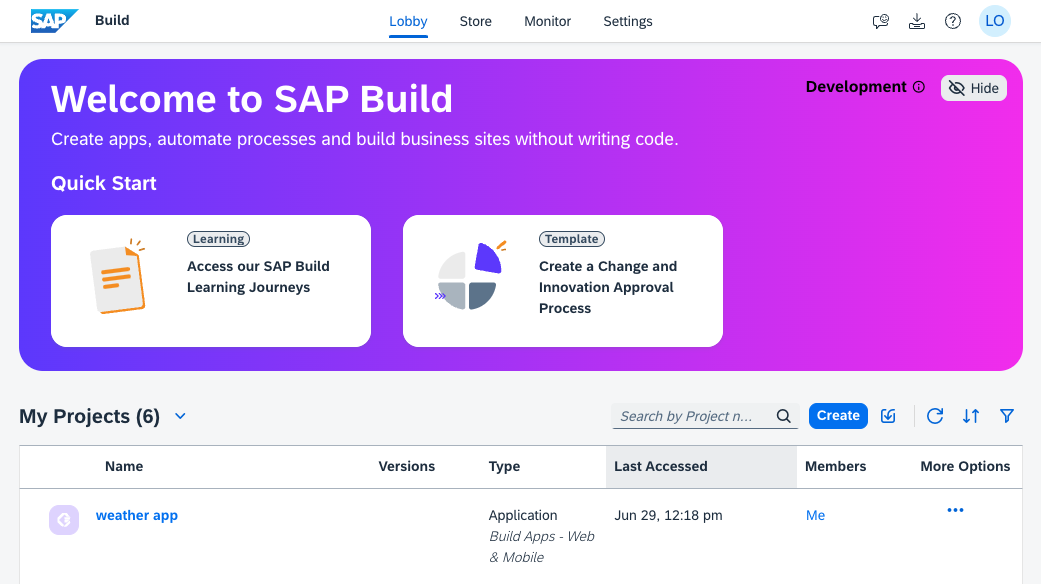 SAP Build Lobby Store Monitor Settings LO
Welcome to SAP Build
Development Hide
Create apps, automate processes and build business sites without writing code.
Quick Start
Learning
Access our SAP Build
Learning Journeys
Template
Create a Change and
Innovation Approval
Process
My Projects (6) Search by Project n... Create
Name Versions Type Last Accessed Members More Options
weather app Application Jun 29, 12:18 pm Me
Build Apps - Web
& Mobile